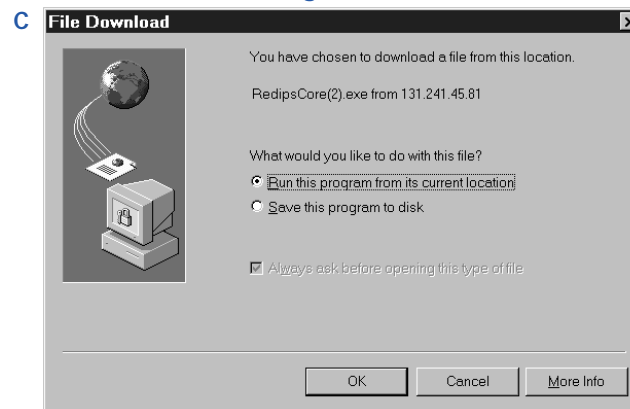 C
File Download
You have chosen to download a file from this location.
RedipsCore(2).exe from 131.241.45.81
What would you like to do with this file?
Run this program from its current location
Save this program to disk
Always ask before opening this type of file
OK
Cancel
More Info